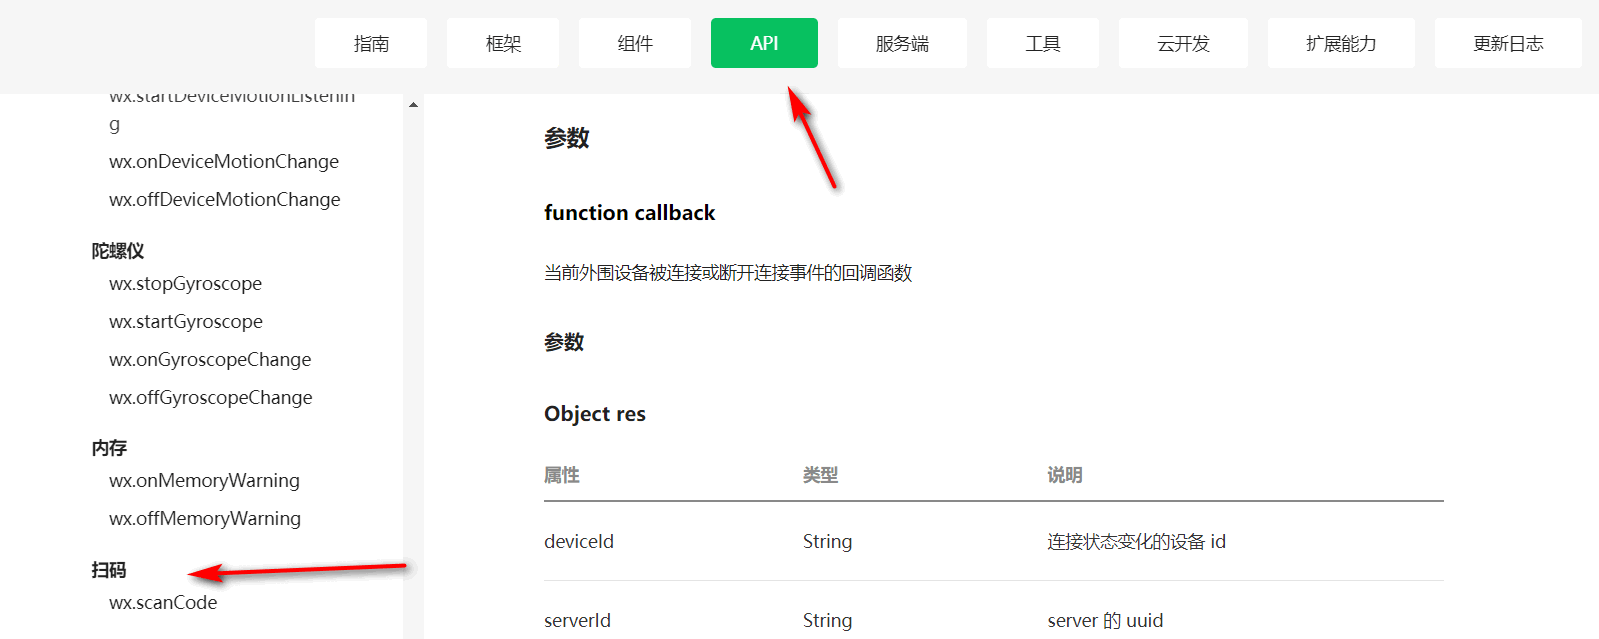 指南 框架 组件 API 服务端 工具 云开发 扩展能力 更新日志
wx.startDeviceMotionListenin
g
wx.onDeviceMotionChange
wx.offDeviceMotionChange
陀螺仪
wx.stopGyroscope
wx.startGyroscope
wx.onGyroscopeChange
wx.offGyroscopeChange
内存
wx.onMemoryWarning
wx.offMemoryWarning
扫码
wx.scanCode
参数
function callback
当前外围设备被连接或断开连接事件的回调函数
参数
Object res
属性 类型 说明
deviceId String 连接状态变化的设备 id
serverId String server 的 uuid